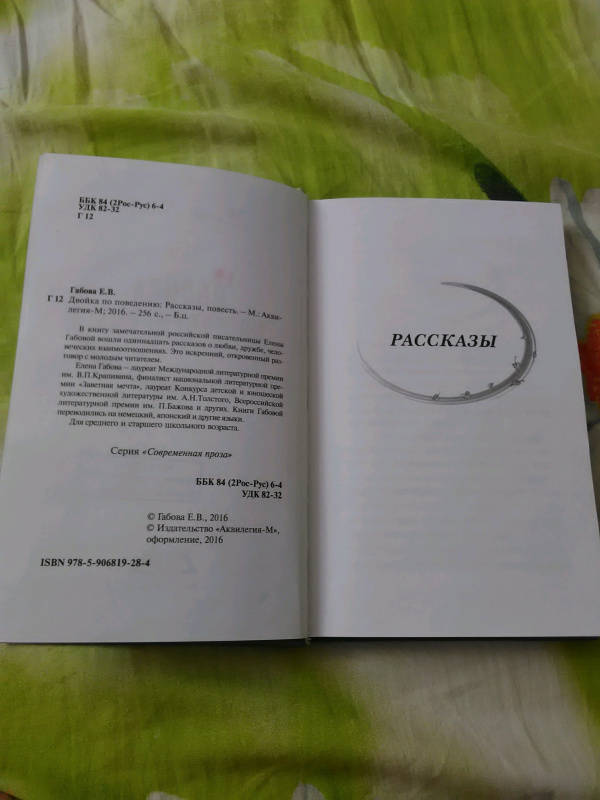 ББК 84 (2Рос-Рус) 6-4
УДК 82-32
Г 12
Габова Е.В.
Г 12 Двойка по поведению: Рассказы, повесть. – М.: Акви-
легия-М; 2016. – 256 с., – Б.ц.
В книгу замечательной российской писательницы Елены
Габовой вошли одиннадцать рассказов о любви, дружбе, чело-
веческих взаимоотношениях. Это искренний, откровенный раз-
говор с молодым читателем.
Елена Габова – лауреат Международной литературной премии
им. В.П.Крапивина, финалист национальной литературной пре-
мии «Заветная мечта», лауреат Конкурса детской и юношеской
художественной литературы им. А.Н.Толстого, Всероссийской
литературной премии им. П.Бажова и других. Книги Габовой
переводились на немецкий, японский и другие языки.
Для среднего и старшего школьного возраста.
Серия «Современная проза»
ББК 84 (2Рос-Рус) 6-4
УДК 82-32
© Габова Е.В., 2016
© Издательство «Аквилегия-М»,
оформление, 2016
ISBN 978-5-906819-28-4
РАССКАЗЫ